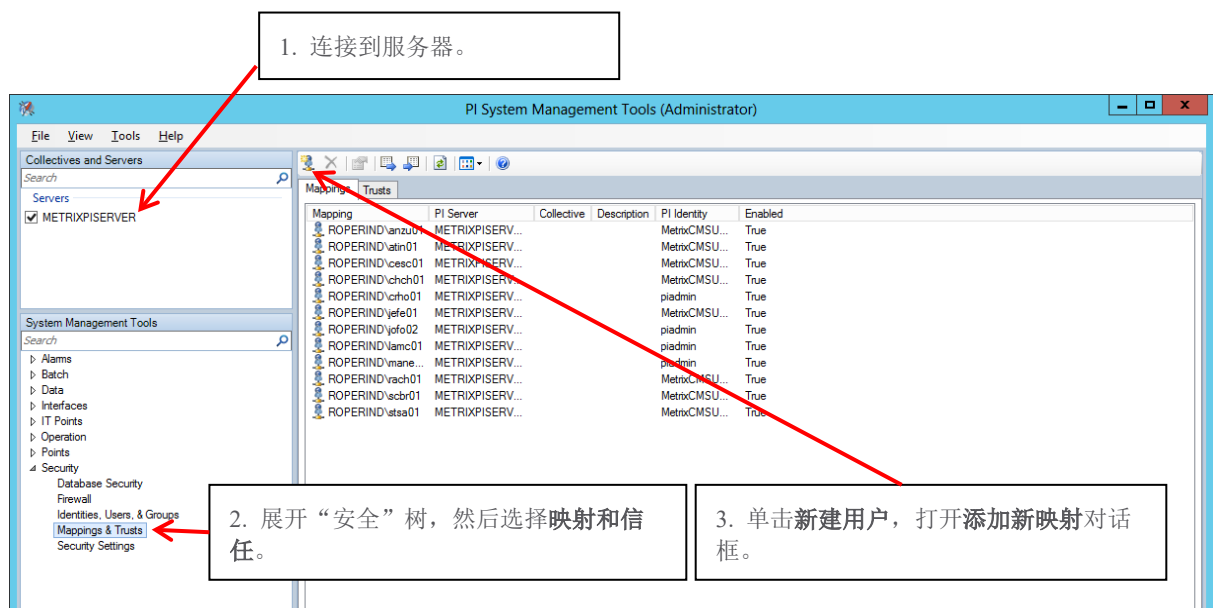 1. 连接到服务器。
PI System Management Tools (Administrator)
File View Tools Help
Collectives and Servers
Search
Servers
METRIXPISERVER
System Management Tools
Search
Alarms
Batch
Data
Interfaces
IT Points
Operation
Points
Security
Database Security
Firewall
Identities, Users, & Groups
Mappings & Trusts
Security Settings
Mappings Trusts
Mapping PI Server Collective Description PI Identity Enabled
ROPERIND\anzu01 METRIXPISERV... MetrixCMSU... True
ROPERIND\atin01 METRIXPISERV... MetrixCMSU... True
ROPERIND\cesc01 METRIXPISERV... MetrixCMSU... True
ROPERIND\chch01 METRIXPISERV... MetrixCMSU... True
ROPERIND\crho01 METRIXPISERV... piadmin True
ROPERIND\jefe01 METRIXPISERV... MetrixCMSU... True
ROPERIND\jofo02 METRIXPISERV... piadmin True
ROPERIND\lamc01 METRIXPISERV... piadmin True
ROPERIND\mane... METRIXPISERV... piadmin True
ROPERIND\rach01 METRIXPISERV... MetrixCMSU... True
ROPERIND\scbr01 METRIXPISERV... MetrixCMSU... True
ROPERIND\stsa01 METRIXPISERV... MetrixCMSU... True
2. 展开“安全”树，然后选择映射和信
任。
3. 单击新建用户，打开添加新映射对话
框。